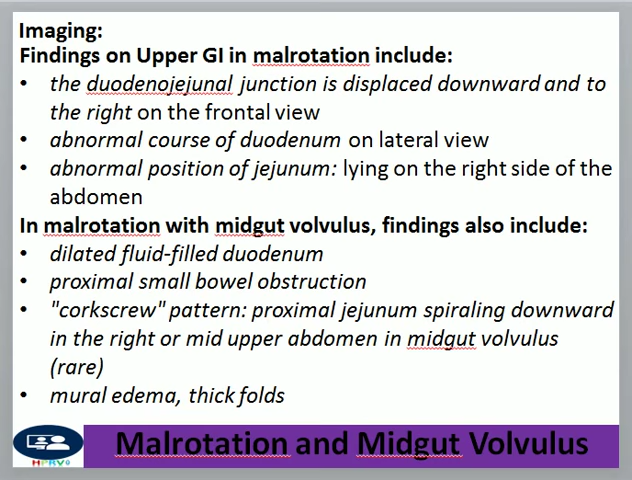 Imaging:
Findings on Upper GI in malrotation include:
• the duodenojejunal junction is displaced downward and to
the right on the frontal view
• abnormal course of duodenum on lateral view
• abnormal position of jejunum: lying on the right side of the
abdomen
In malrotation with midgut volvulus, findings also include:
• dilated fluid-filled duodenum
• proximal small bowel obstruction
• "corkscrew" pattern: proximal jejunum spiraling downward
in the right or mid upper abdomen in midgut volvulus
(rare)
• mural edema, thick folds
Malrotation and Midgut Volvulus